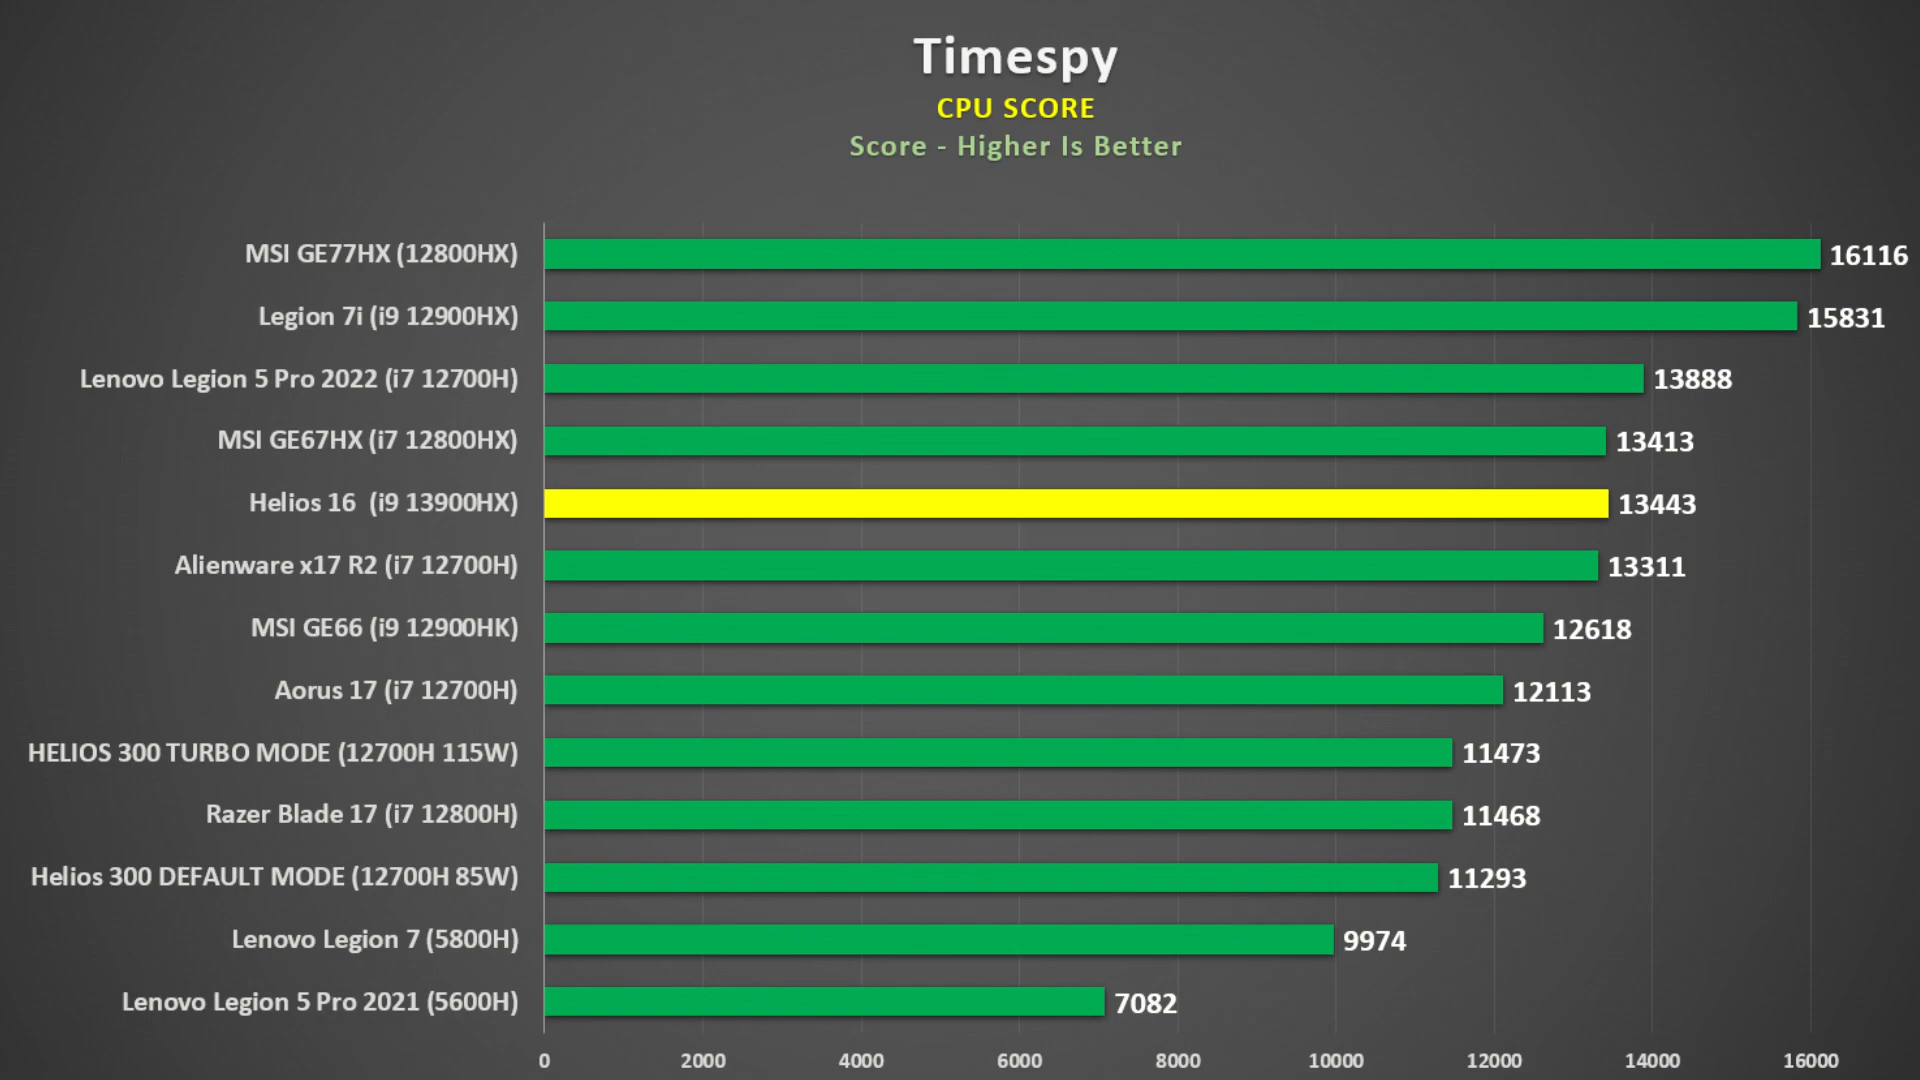 Timespy
CPU SCORE
Score - Higher Is Better
MSI GE77HX (12800HX) 16116
Legion 7i (i9 12900HX) 15831
Lenovo Legion 5 Pro 2022 (i7 12700H) 13888
MSI GE67HX (i7 12800HX) 13413
Helios 16  (i9 13900HX) 13443
Alienware x17 R2 (i7 12700H) 13311
MSI GE66 (i9 12900HK) 12618
Aorus 17 (i7 12700H) 12113
HELIOS 300 TURBO MODE (12700H 115W) 11473
Razer Blade 17 (i7 12800H) 11468
Helios 300 DEFAULT MODE (12700H 85W) 11293
Lenovo Legion 7 (5800H) 9974
Lenovo Legion 5 Pro 2021 (5600H) 7082
0 2000 4000 6000 8000 10000 12000 14000 16000